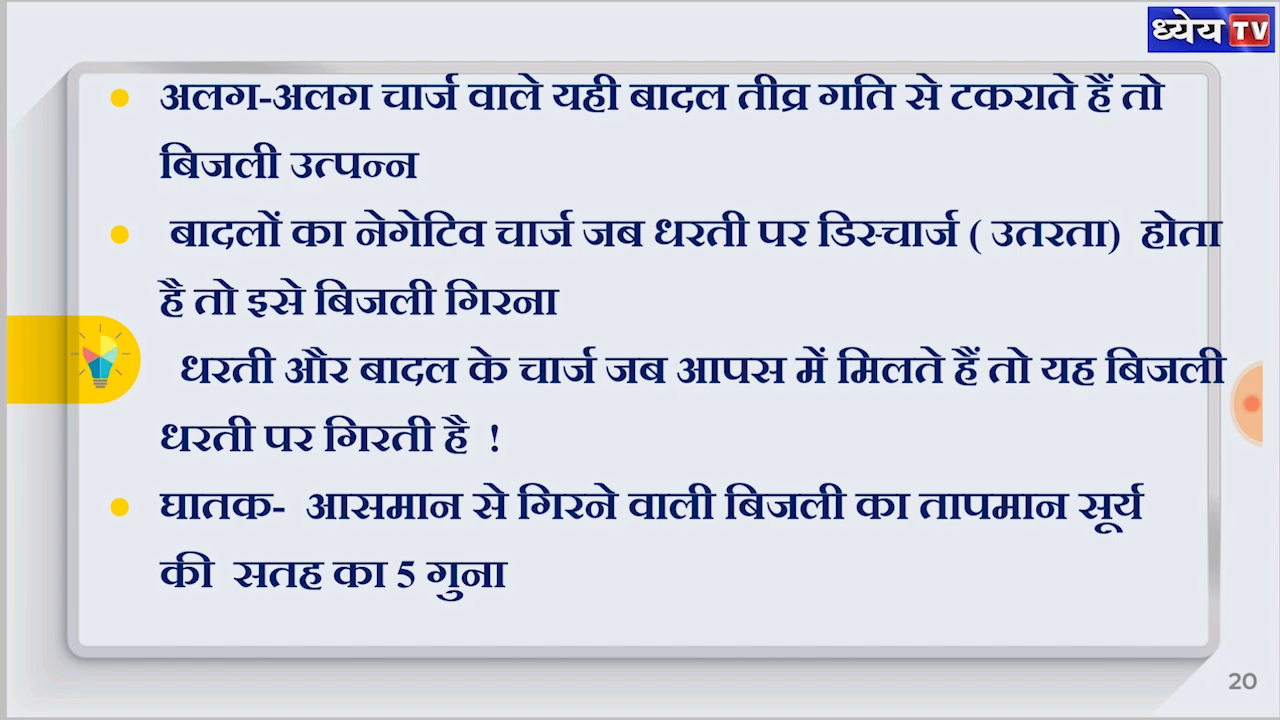 ध्येय TV
अलग-अलग चार्ज वाले यही बादल तीव्र गति से टकराते हैं तो
बिजली उत्पन्न
बादलों का नेगेटिव चार्ज जब धरती पर डिस्चार्ज ( उतरता) होता
है तो इसे बिजली गिरना
धरती और बादल के चार्ज जब आपस में मिलते हैं तो यह बिजली
धरती पर गिरती है !
घातक- आसमान से गिरने वाली बिजली का तापमान सूर्य
की सतह का 5 गुना
20